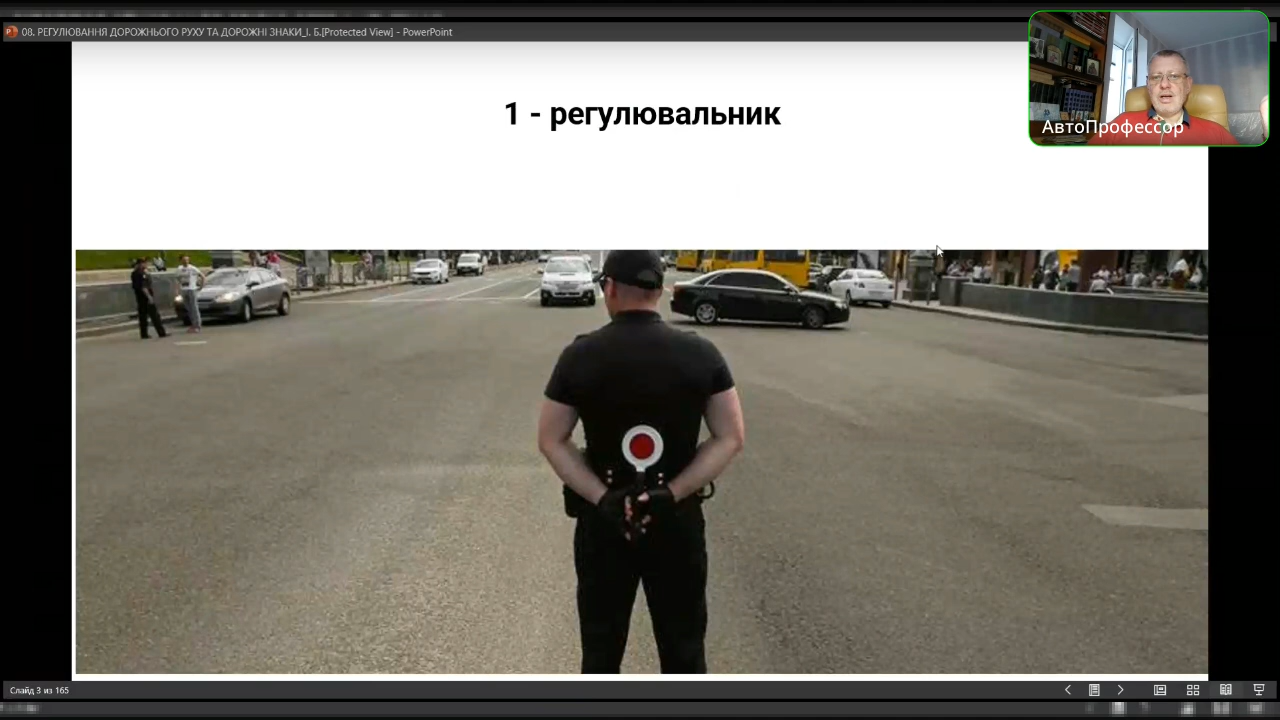 08. РЕГУЛЮВАННЯ ДОРОЖНЬОГО РУХУ ТА ДОРОЖНІ ЗНАКИ_І. Б.[Protected View] - PowerPoint
АвтоПрофессор
1 - регулювальник
Слайд 3 из 165